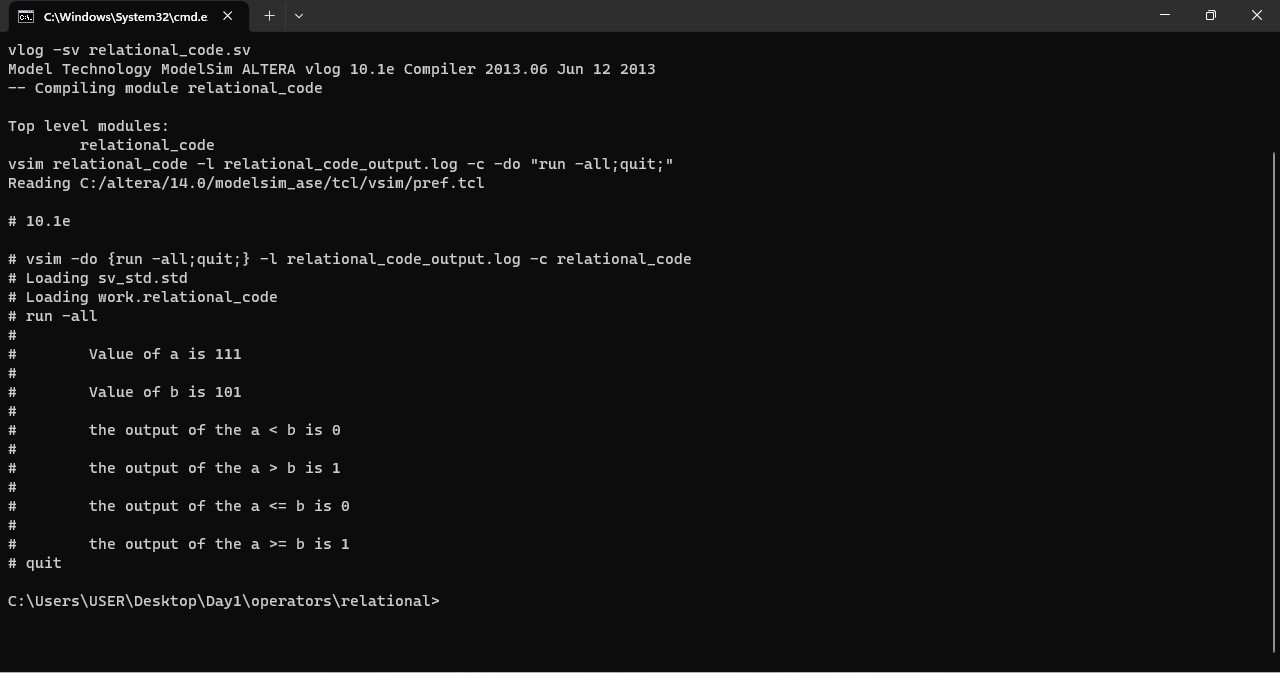 C:\Windows\System32\cmd.e
vlog -sv relational_code.sv
Model Technology ModelSim ALTERA vlog 10.1e Compiler 2013.06 Jun 12 2013
-- Compiling module relational_code
Top level modules:
        relational_code
vsim relational_code -l relational_code_output.log -c -do "run -all;quit;"
Reading C:/altera/14.0/modelsim_ase/tcl/vsim/pref.tcl
# 10.1e
# vsim -do {run -all;quit;} -l relational_code_output.log -c relational_code
# Loading sv_std.std
# Loading work.relational_code
# run -all
#
#        Value of a is 111
#
#        Value of b is 101
#
#        the output of the a < b is 0
#
#        the output of the a > b is 1
#
#        the output of the a <= b is 0
#
#        the output of the a >= b is 1
# quit
C:\Users\USER\Desktop\Day1\operators\relational>